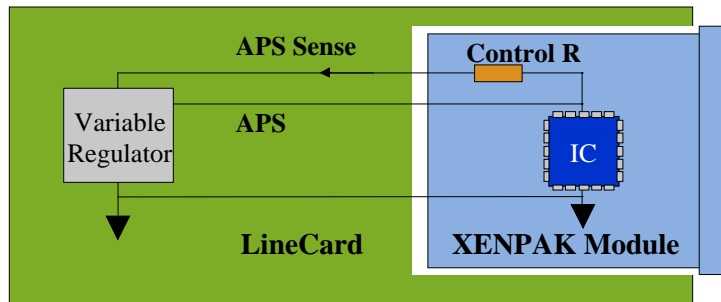 APS Sense
Control R
Variable
Regulator
APS
IC
LineCard
XENPAK Module